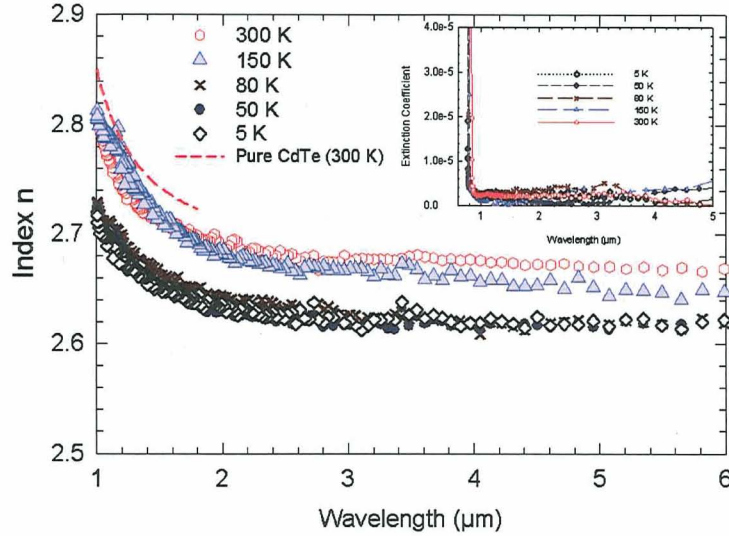 2.9
2.8
2.7
2.6
2.5
Index n
1
2
3
4
5
6
Wavelength (µm)
300 K
150 K
80 K
50 K
5 K
Pure CdTe (300 K)
4.0e-5
3.0e-5
2.0e-5
1.0e-5
0.0
Extinction Coefficient
1
2
3
4
5
Wavelength (µm)
5 K
50 K
80 K
150 K
300 K